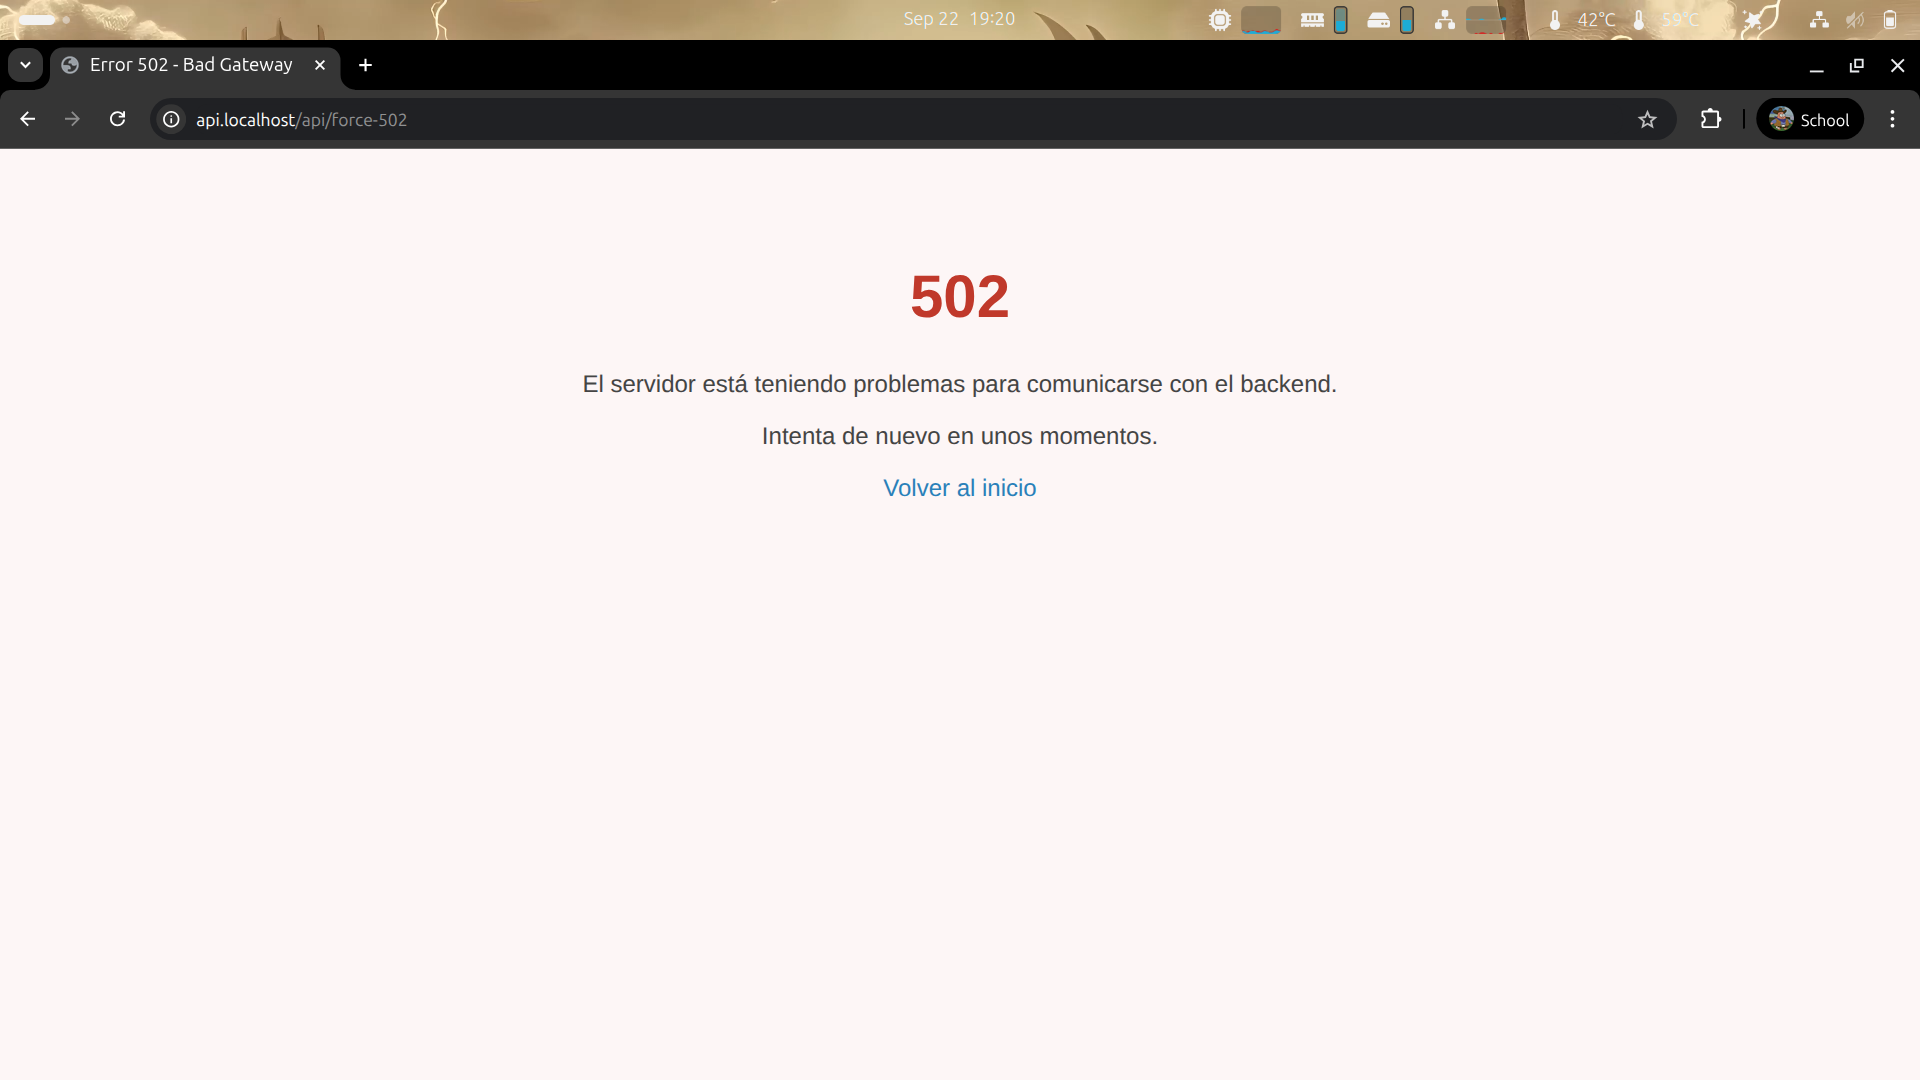 Sep 22 19:20
42°C
59°C
Error 502 - Bad Gateway
api.localhost/api/force-502
School
502
El servidor está teniendo problemas para comunicarse con el backend.
Intenta de nuevo en unos momentos.
Volver al inicio